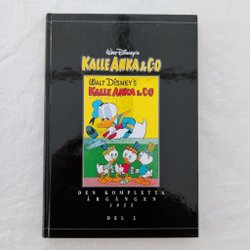 Walt Disney's
KALLE ANKA & C:O
WALT DISNEY'S
KALLE ANKA & C:O
DEN KOMPLETTA
ÅRGÅNGEN
1955
DEL 2